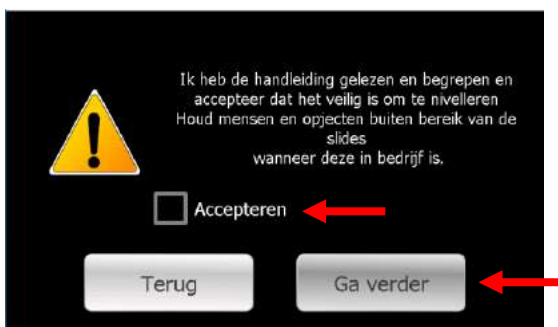 Ik heb de handleiding gelezen en begrepen en
accepteer dat het veilig is om te nivelleren
Houd mensen en opjecten buiten bereik van de
slides
wanneer deze in bedrijf is.
Accepteren
Terug
Ga verder